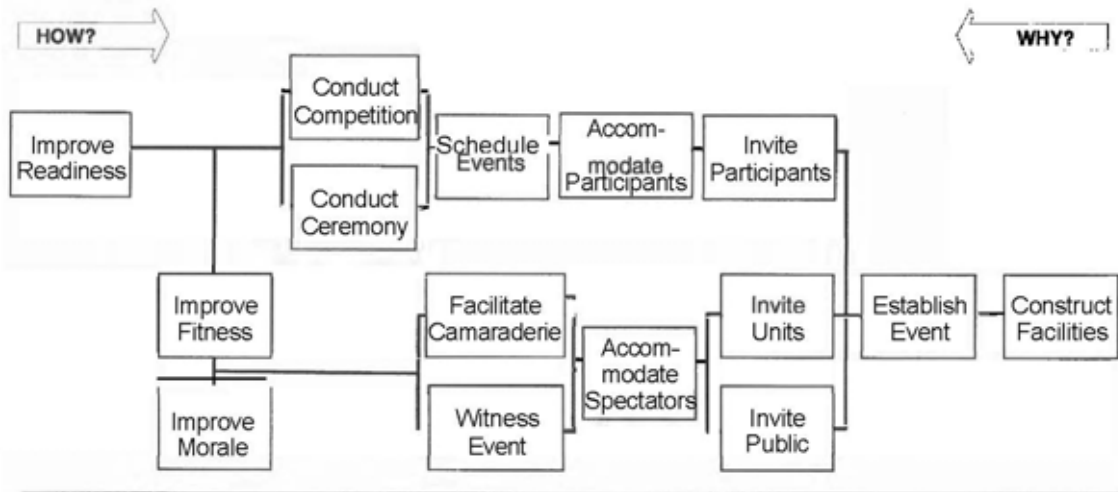 HOW?
WHY?
Improve
Readiness
Conduct
Competition
Conduct
Ceremony
Schedule
Events
Accom-
modate
Participants
Invite
Participants
Improve
Fitness
Improve
Morale
Facilitate
Camaraderie
Witness
Event
Accom-
modate
Spectators
Invite
Units
Invite
Public
Establish
Event
Construct
Facilities